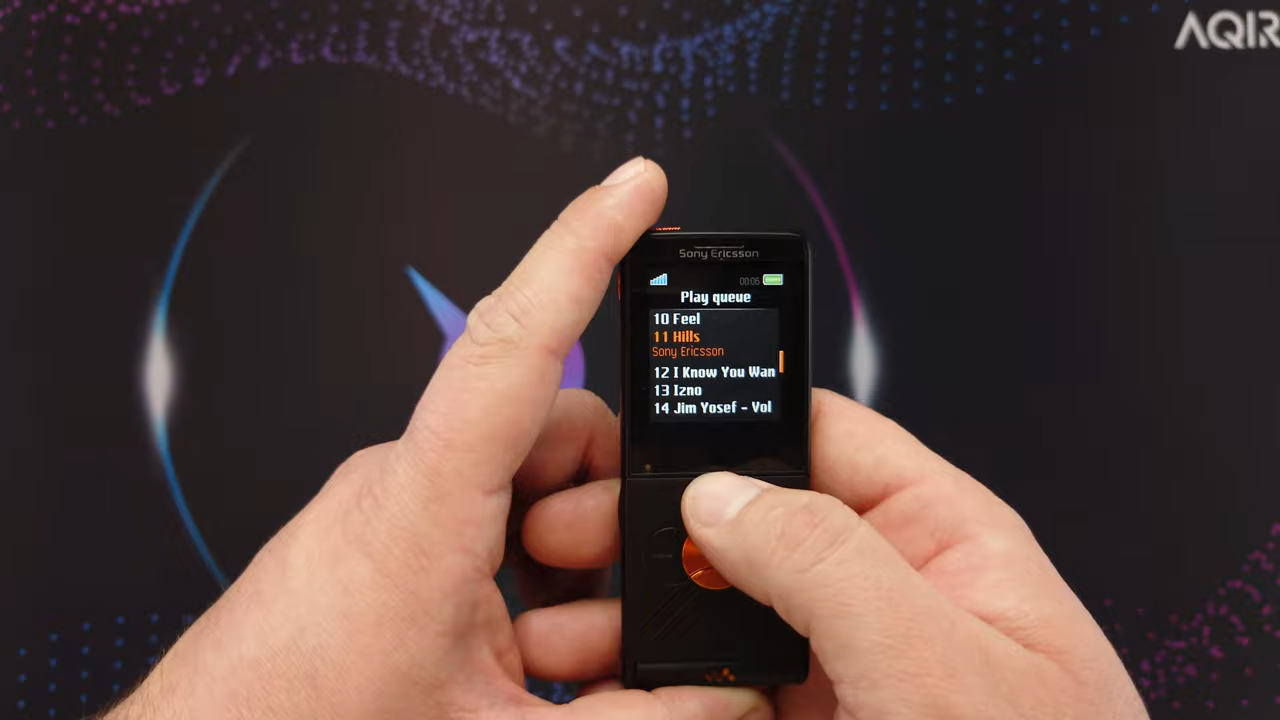 AQIR
Sony Ericsson
00:06
Play queue
10 Feel
11 Hills
Sony Ericsson
12 I Know You Wan
13 Izno
14 Jim Yosef - Vol